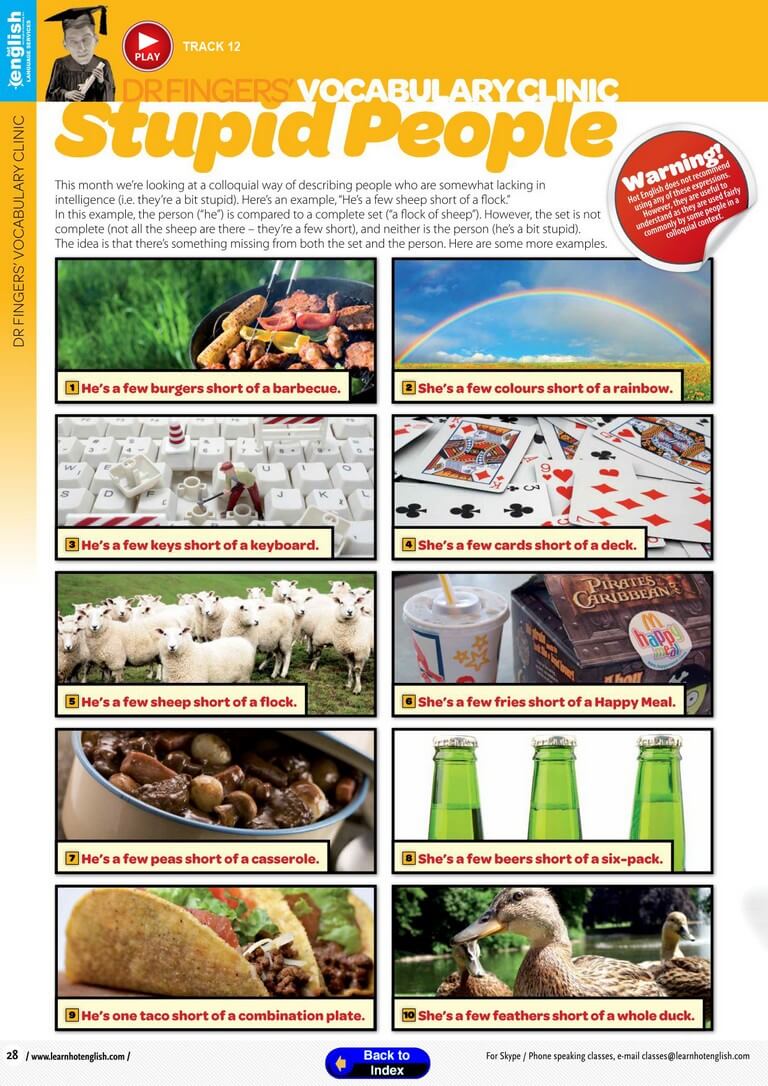 hot
english
LANGUAGE SERVICES
PLAY
TRACK 12
DR FINGERS' VOCABULARY CLINIC
DR FINGERS' VOCABULARY CLINIC
Stupid People
Warning!
Hot English does not recommend
using any of these expressions.
However, they are useful to
understand as they are used fairly
commonly by some people in a
colloquial context.
This month we're looking at a colloquial way of describing people who are somewhat lacking in
intelligence (i.e. they're a bit stupid). Here's an example, "He's a few sheep short of a flock."
In this example, the person ("he") is compared to a complete set ("a flock of sheep"). However, the set is not
complete (not all the sheep are there – they're a few short), and neither is the person (he's a bit stupid).
The idea is that there's something missing from both the set and the person. Here are some more examples.
1 He's a few burgers short of a barbecue.
2 She's a few colours short of a rainbow.
3 He's a few keys short of a keyboard.
4 She's a few cards short of a deck.
5 He's a few sheep short of a flock.
PIRATES
CARIBBEAN
happy
meal
6 She's a few fries short of a Happy Meal.
7 He's a few peas short of a casserole.
8 She's a few beers short of a six-pack.
9 He's one taco short of a combination plate.
10 She's a few feathers short of a whole duck.
28 / www.learnhotenglish.com /
Back to
Index
For Skype / Phone speaking classes, e-mail classes@learnhotenglish.com